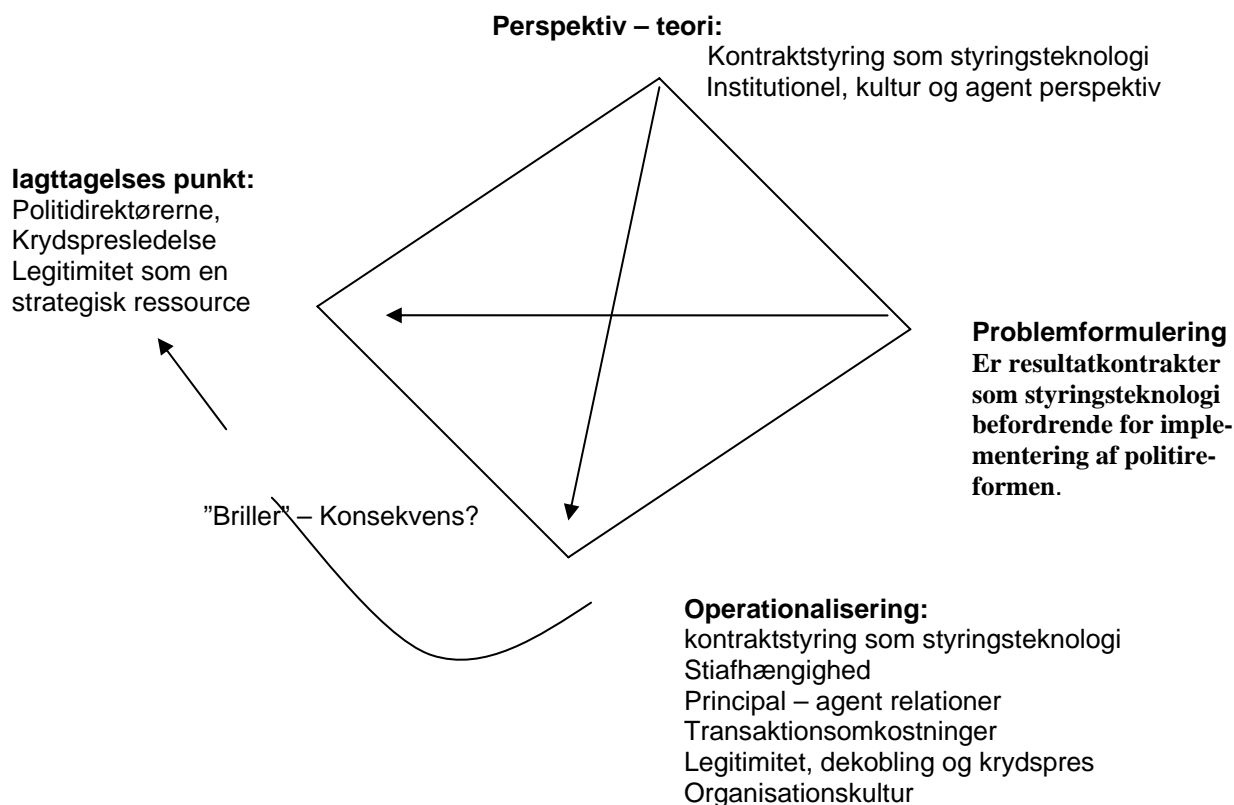 Perspektiv – teori:
Kontraktstyring som styringsteknologi
Institutionel, kultur og agent perspektiv
Iagttagelses punkt:
Politidirektørerne,
Krydspresledelse
Legitimitet som en
strategisk ressource
Problemformulering
Er resultatkontrakter
som styringsteknologi
befordrende for imple-
mentering af politire-
formen.
”Briller” – Konsekvens?
Operationalisering:
kontraktstyring som styringsteknologi
Stiafhængighed
Principal – agent relationer
Transaktionsomkostninger
Legitimitet, dekobling og krydspres
Organisationskultur